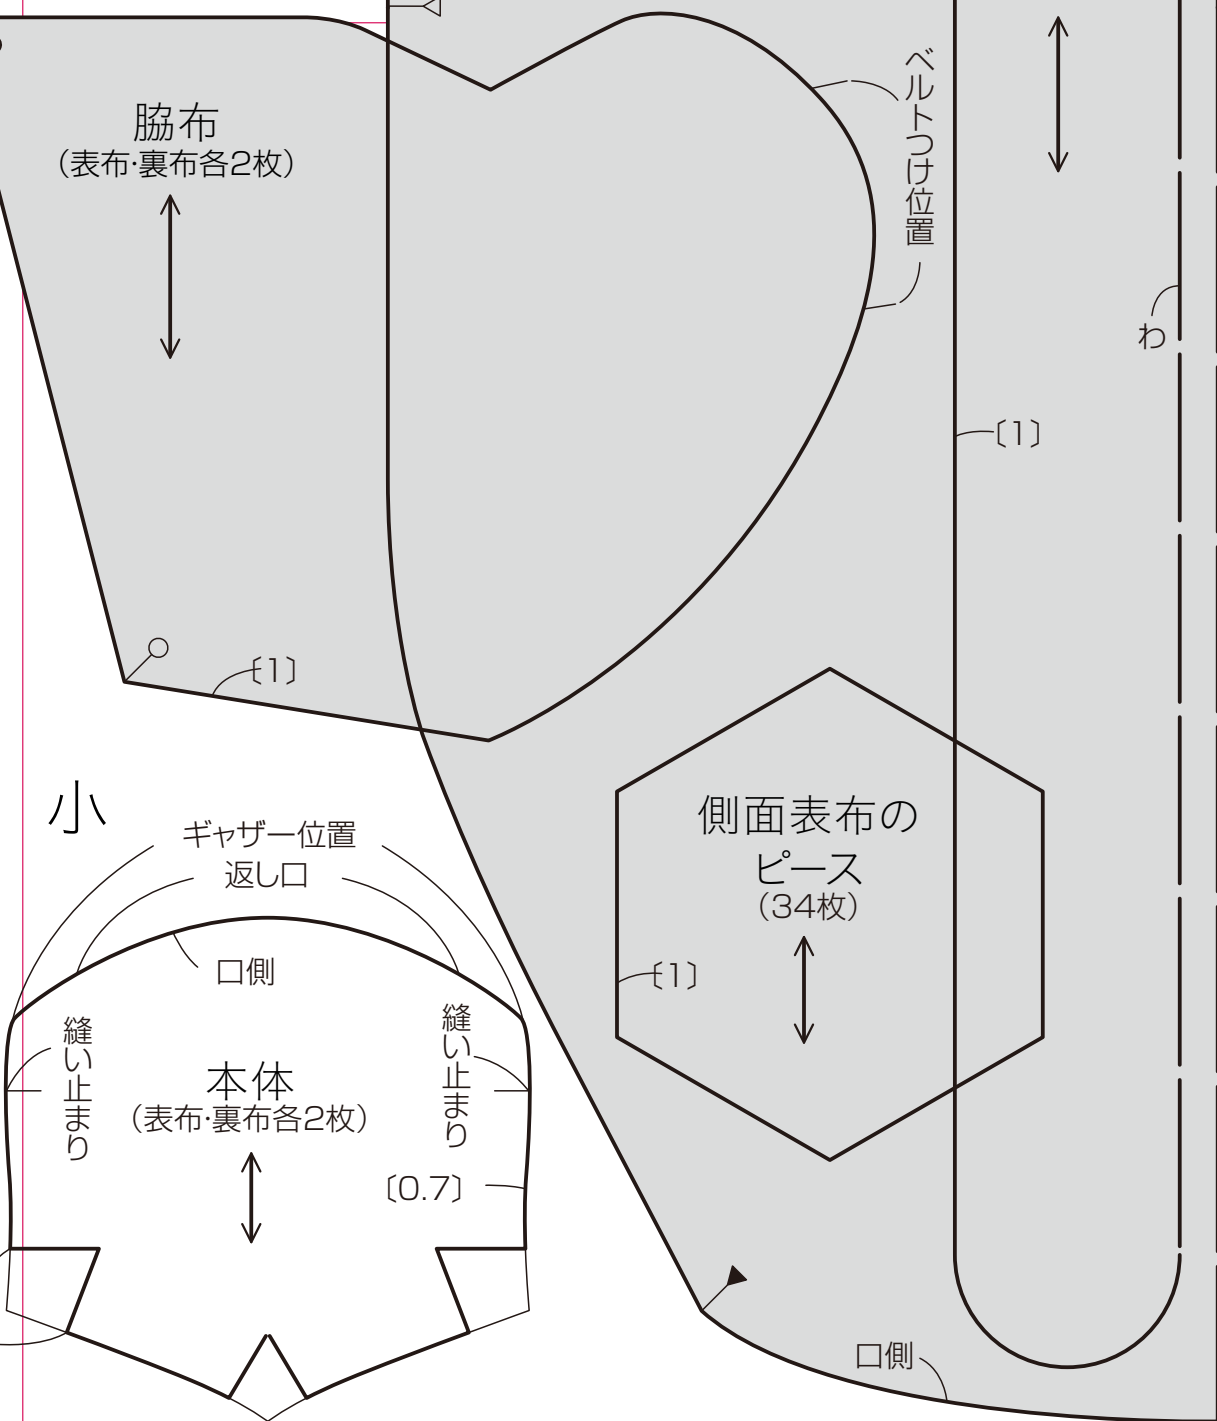 脇布
（表布・裏布各2枚）
ベルトつけ位置
わ
〔1〕
〔1〕
小
ギャザー位置
返し口
口側
縫い止まり
縫い止まり
本体
（表布・裏布各2枚）
〔0.7〕
側面表布の
ピース
（34枚）
〔1〕
口側